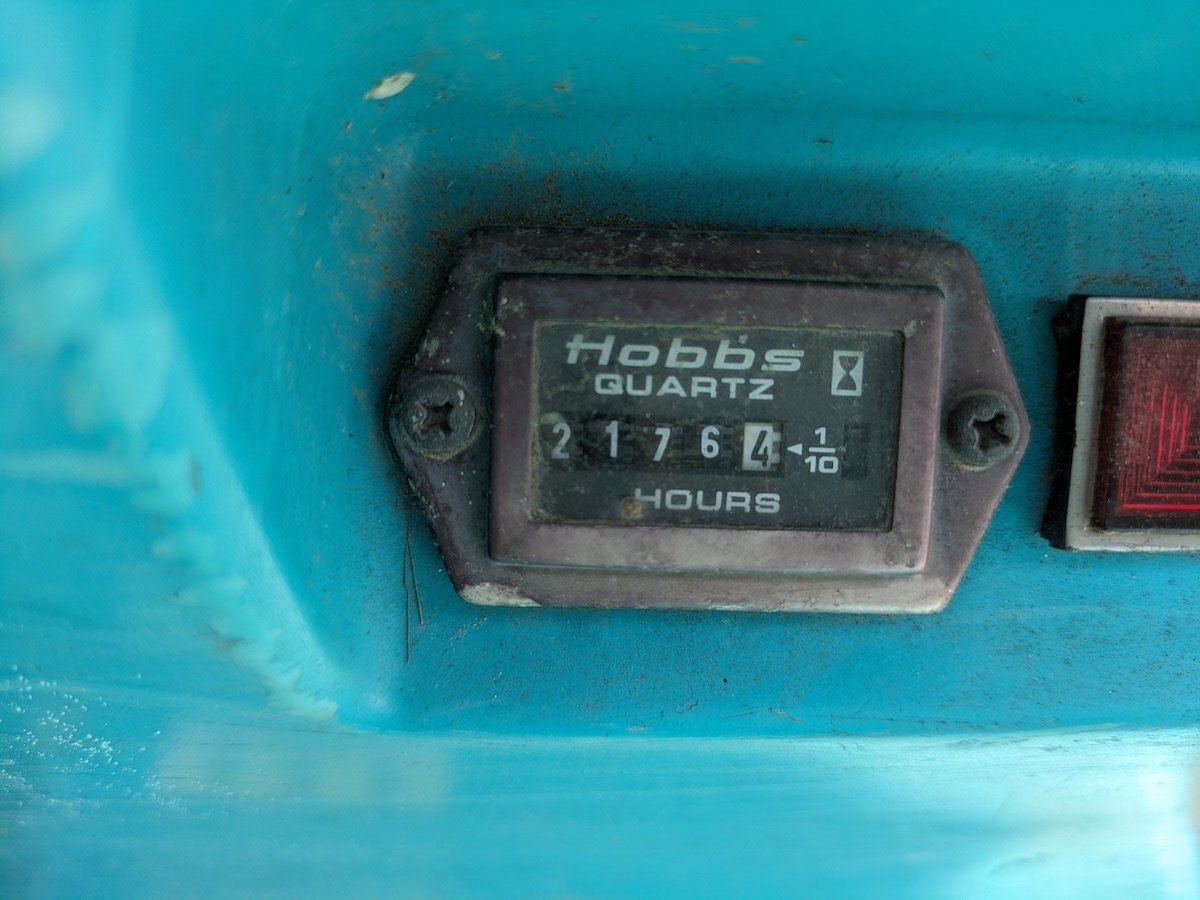 Hobbs
QUARTZ
2 1 7 6 4 ◄ 1/10
HOURS